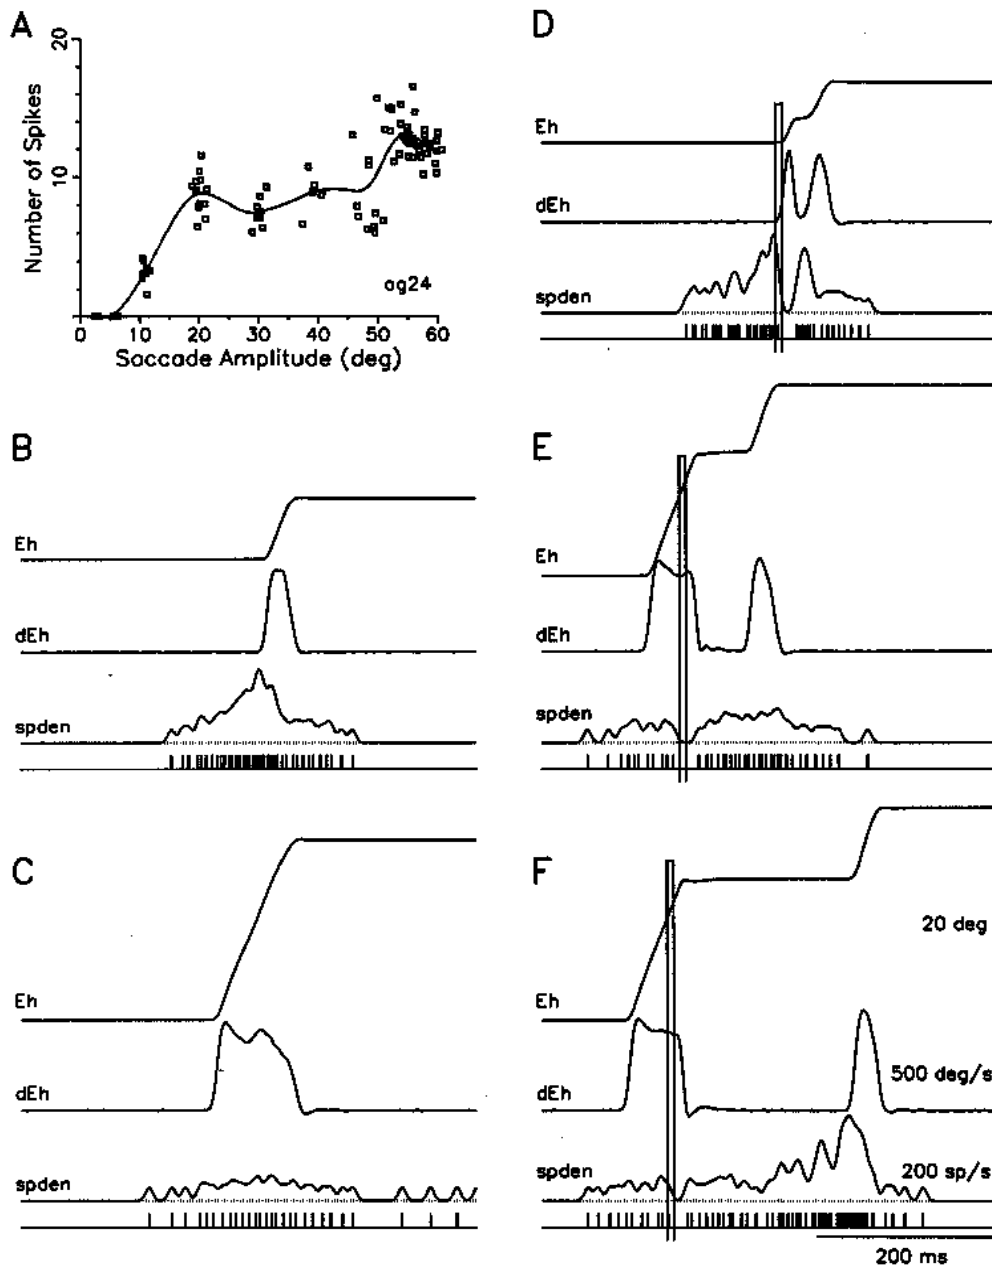 A
20
10
0
Number of Spikes
0 10 20 30 40 50 60
Saccade Amplitude (deg)
ag24
B
Eh
dEh
spden
C
Eh
dEh
spden
D
Eh
dEh
spden
E
Eh
dEh
spden
F
20 deg
Eh
dEh
500 deg/s
spden
200 sp/s
200 ms